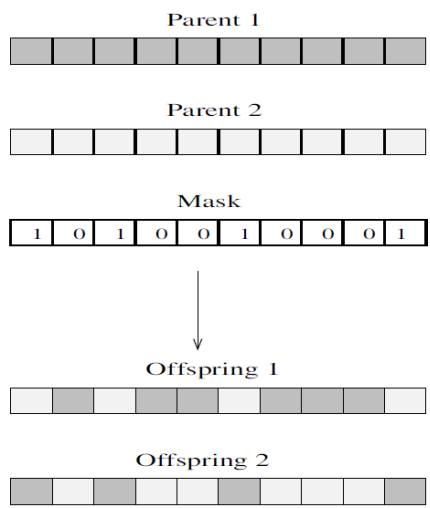 Parent 1
Parent 2
Mask
1 0 1 0 0 1 0 0 0 1
Offspring 1
Offspring 2